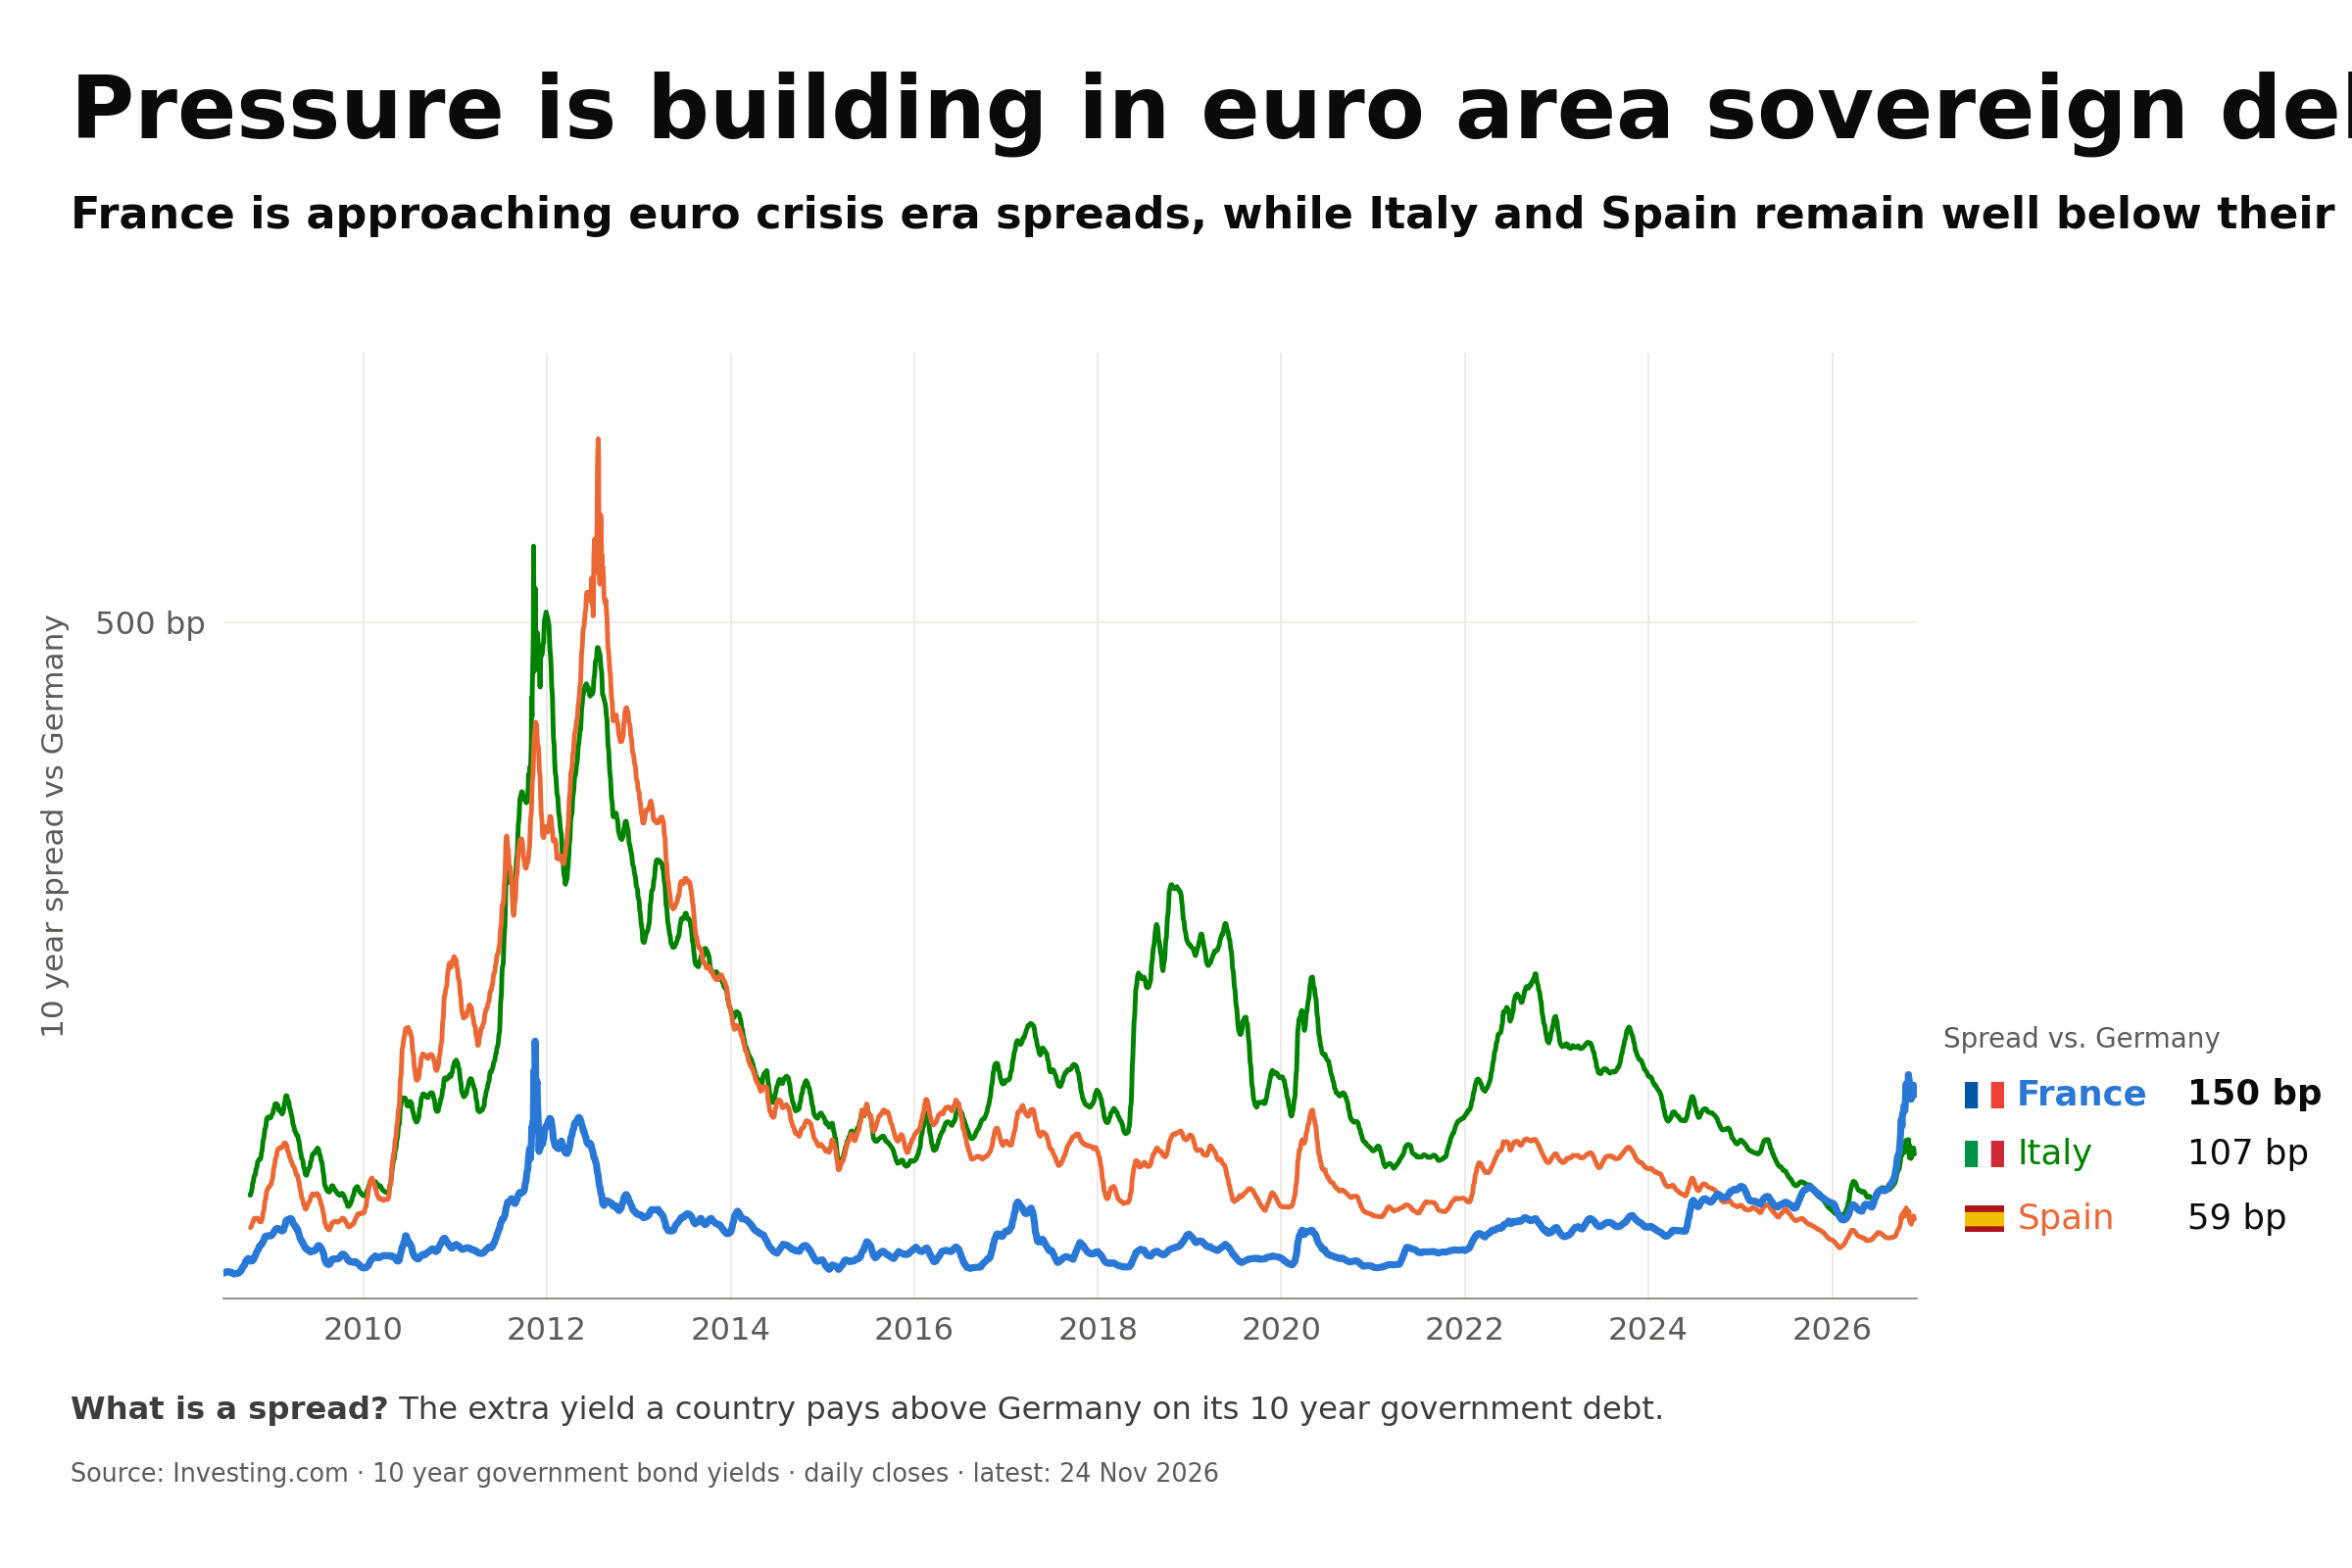 Pressure is building in euro area sovereign
France is approaching euro crisis era spreads, while Italy and Spain remain well below their
10 year spread vs Germany
500 bp
Spread vs. Germany
France 150 bp
Italy 107 bp
Spain 59 bp
2010 2012 2014 2016 2018 2020 2022 2024 2026
What is a spread? The extra yield a country pays above Germany on its 10 year government debt.
Source: Investing.com · 10 year government bond yields · daily closes · latest: 24 Nov 2026